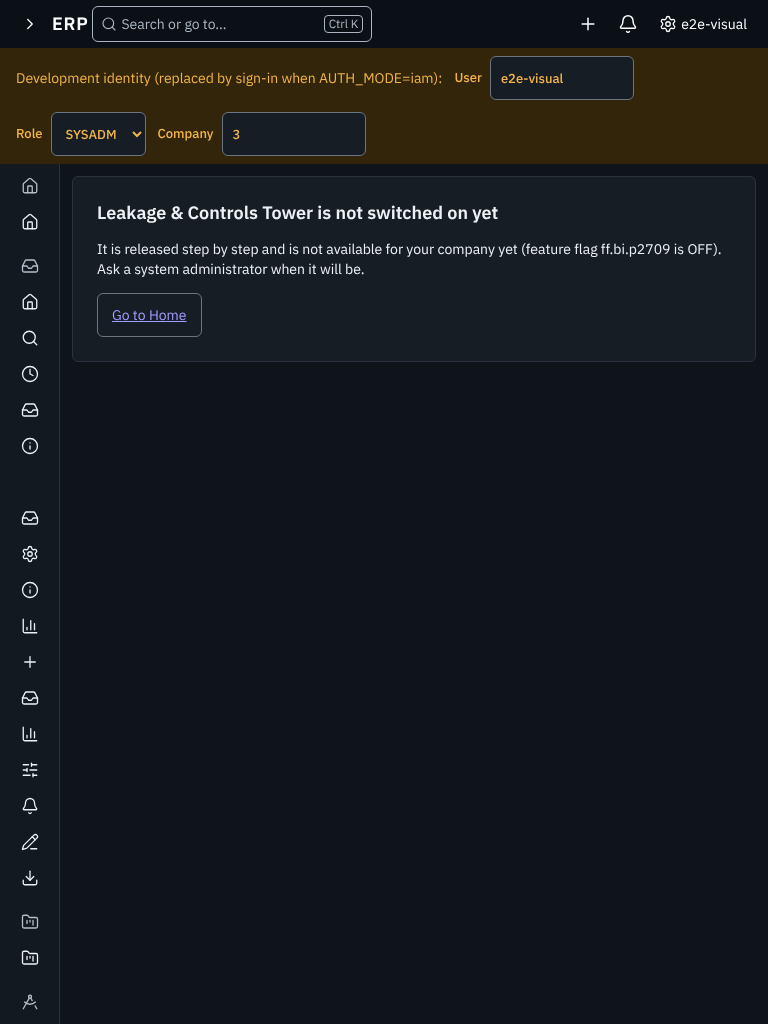 ERP
Search or go to...
Ctrl K
e2e-visual
Development identity (replaced by sign-in when AUTH_MODE=iam):
User
e2e-visual
Role
SYSADM
Company
3
Leakage & Controls Tower is not switched on yet
It is released step by step and is not available for your company yet (feature flag ff.bi.p2709 is OFF).
Ask a system administrator when it will be.
Go to Home